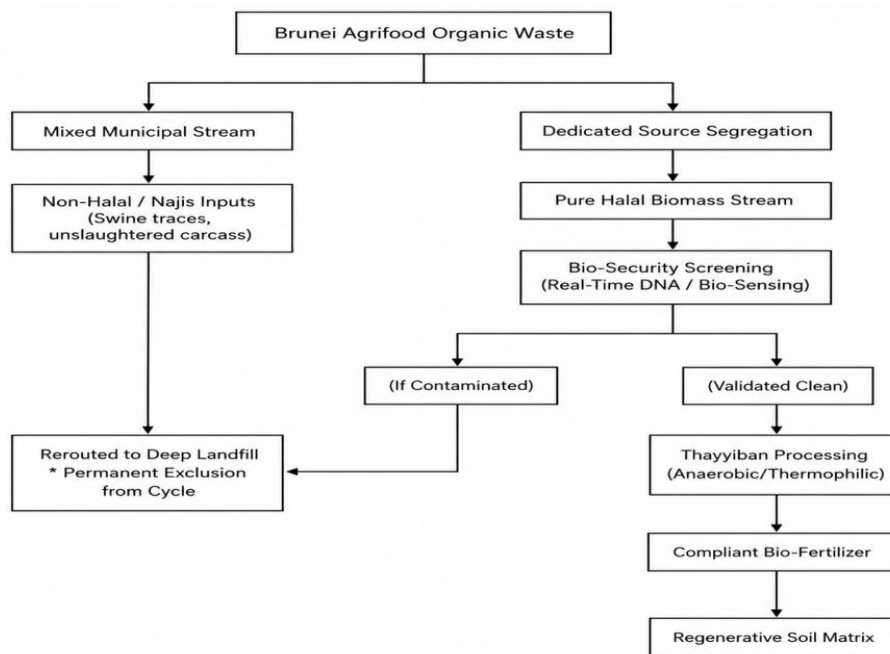 Brunei Agrifood Organic Waste
Mixed Municipal Stream
Dedicated Source Segregation
Non-Halal / Najis Inputs
(Swine traces,
unslaughtered carcass)
Pure Halal Biomass Stream
Bio-Security Screening
(Real-Time DNA / Bio-Sensing)
(If Contaminated)
(Validated Clean)
Rerouted to Deep Landfill
* Permanent Exclusion
from Cycle
Thayyiban Processing
(Anaerobic/Thermophilic)
Compliant Bio-Fertilizer
Regenerative Soil Matrix